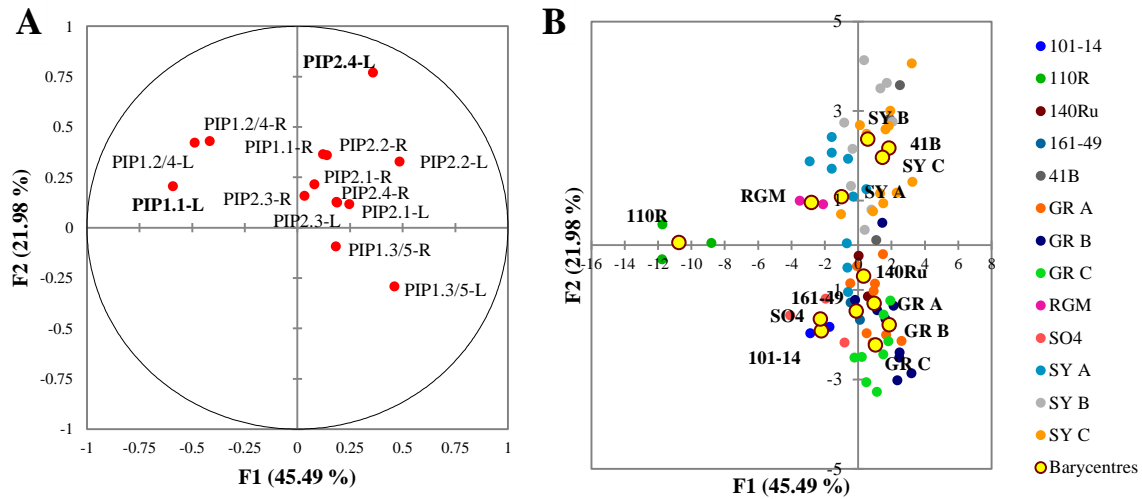 A
1
0.75
0.5
0.25
0
-0.25
-0.5
-0.75
-1
F2 (21.98 %)
-1 -0.75 -0.5 -0.25 0 0.25 0.5 0.75 1
F1 (45.49 %)
PIP2.4-L
PIP1.2/4-R
PIP1.1-R
PIP2.2-R
PIP1.2/4-L
PIP2.2-L
PIP2.1-R
PIP1.1-L
PIP2.3-R
PIP2.4-R
PIP2.3-L
PIP2.1-L
PIP1.3/5-R
PIP1.3/5-L
B
5
3
1
-1
-3
-5
F2 (21.98 %)
-16 -12 -8 -4 0 4 8 12
F1 (45.49 %)
SY B
41B
SY C
RGM
SY A
110R
140Ru
161-49
GR A
SO4
GR B
101-14
GR C
101-14
110R
140Ru
161-49
41B
GR A
GR B
GR C
RGM
SO4
SY A
SY B
SY C
Barycentres